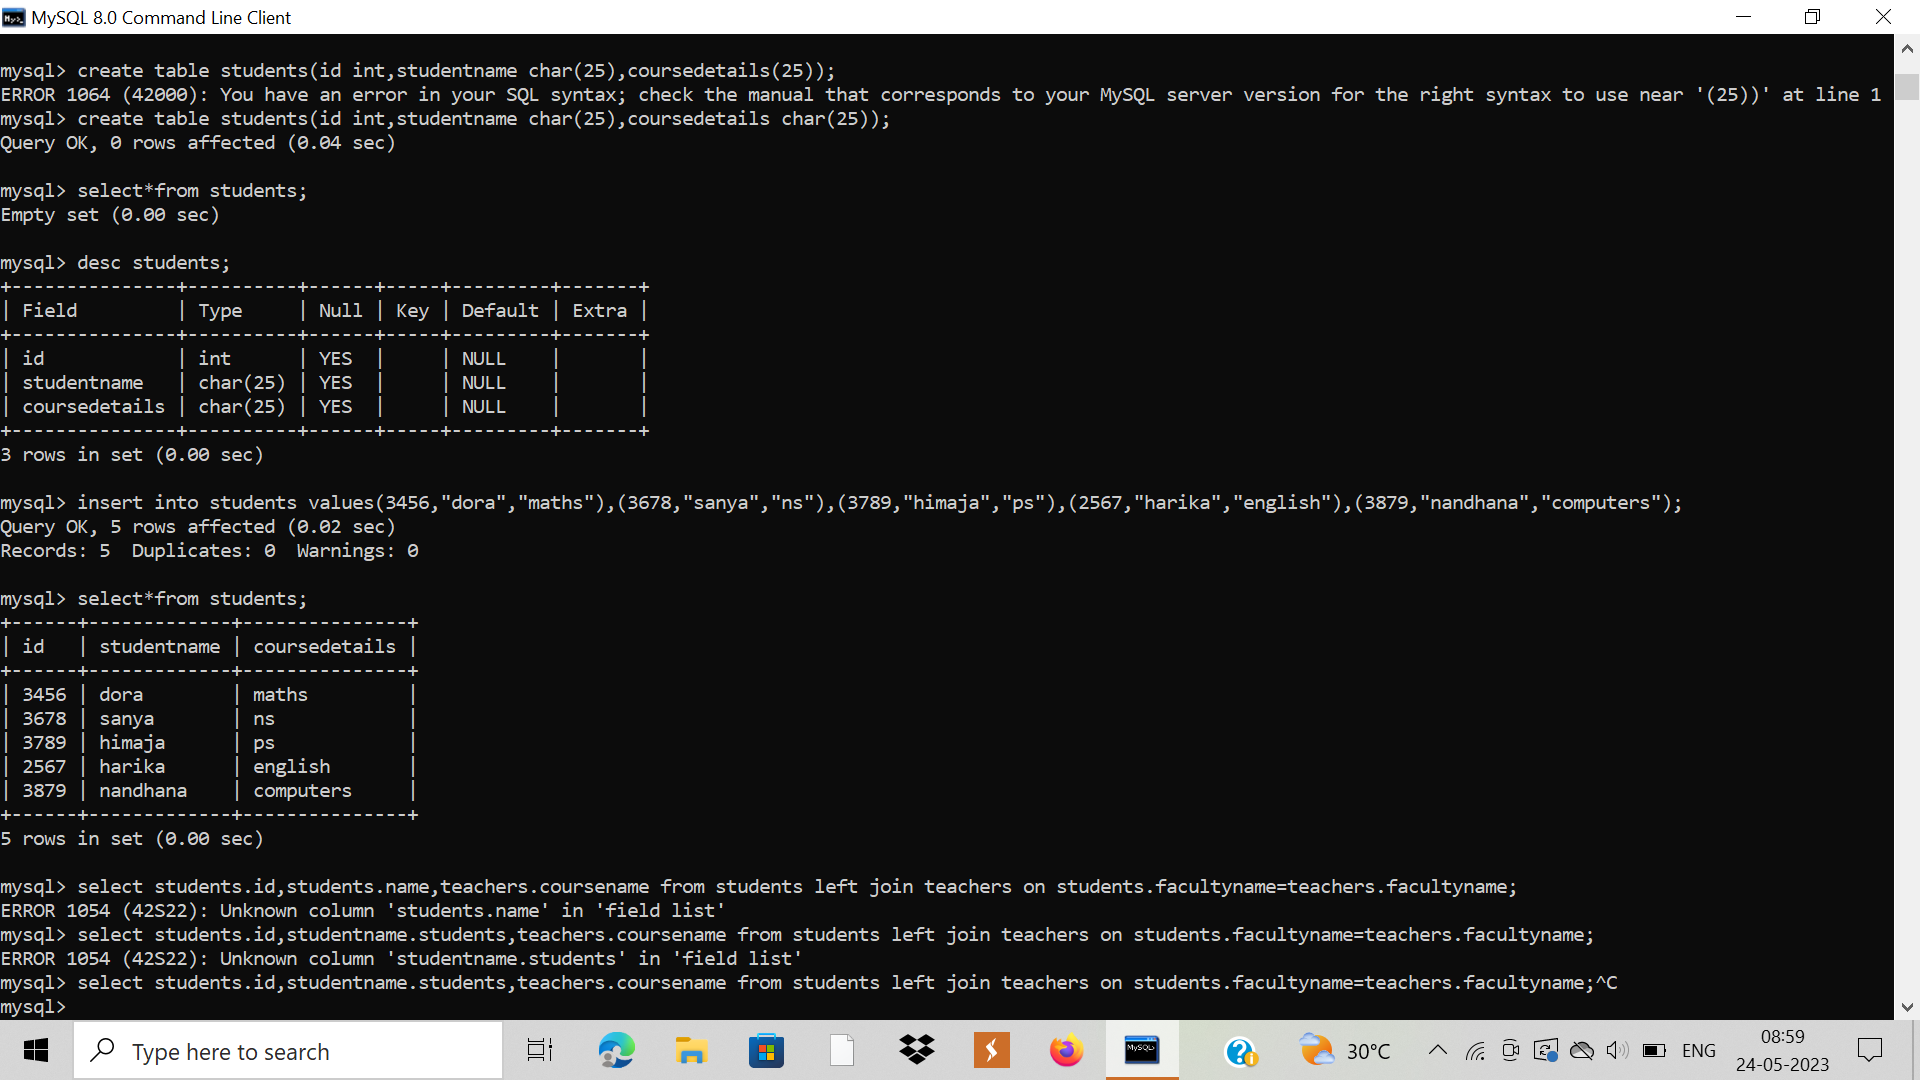 MySQL 8.0 Command Line Client
mysql> create table students(id int,studentname char(25),coursedetails(25));
ERROR 1064 (42000): You have an error in your SQL syntax; check the manual that corresponds to your MySQL server version for the right syntax to use near '(25))' at line 1
mysql> create table students(id int,studentname char(25),coursedetails char(25));
Query OK, 0 rows affected (0.04 sec)
mysql> select*from students;
Empty set (0.00 sec)
mysql> desc students;
+---------------+----------+------+-----+---------+-------+
| Field         | Type     | Null | Key | Default | Extra |
+---------------+----------+------+-----+---------+-------+
| id            | int      | YES  |     | NULL    |       |
| studentname   | char(25) | YES  |     | NULL    |       |
| coursedetails | char(25) | YES  |     | NULL    |       |
+---------------+----------+------+-----+---------+-------+
3 rows in set (0.00 sec)
mysql> insert into students values(3456,"dora","maths"),(3678,"sanya","ns"),(3789,"himaja","ps"),(2567,"harika","english"),(3879,"nandhana","computers");
Query OK, 5 rows affected (0.02 sec)
Records: 5  Duplicates: 0  Warnings: 0
mysql> select*from students;
+------+-------------+---------------+
| id   | studentname | coursedetails |
+------+-------------+---------------+
| 3456 | dora        | maths         |
| 3678 | sanya       | ns            |
| 3789 | himaja      | ps            |
| 2567 | harika      | english       |
| 3879 | nandhana    | computers     |
+------+-------------+---------------+
5 rows in set (0.00 sec)
mysql> select students.id,students.name,teachers.coursename from students left join teachers on students.facultyname=teachers.facultyname;
ERROR 1054 (42S22): Unknown column 'students.name' in 'field list'
mysql> select students.id,studentname.students,teachers.coursename from students left join teachers on students.facultyname=teachers.facultyname;
ERROR 1054 (42S22): Unknown column 'studentname.students' in 'field list'
mysql> select students.id,studentname.students,teachers.coursename from students left join teachers on students.facultyname=teachers.facultyname;^C
mysql>
Type here to search
MySQL>
30°C
ENG
08:59
24-05-2023